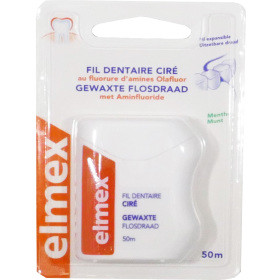 FIL DENTAIRE CIRÉ
au fluorure d'amines Olafluor
GEWAXTE FLOSDRAAD
met Aminfluoride
Fil expansible
Uitzetbare draad
Menthe
Munt
elmex
FIL DENTAIRE
CIRÉ
GEWAXTE
FLOSDRAAD
50m
elmex
50m